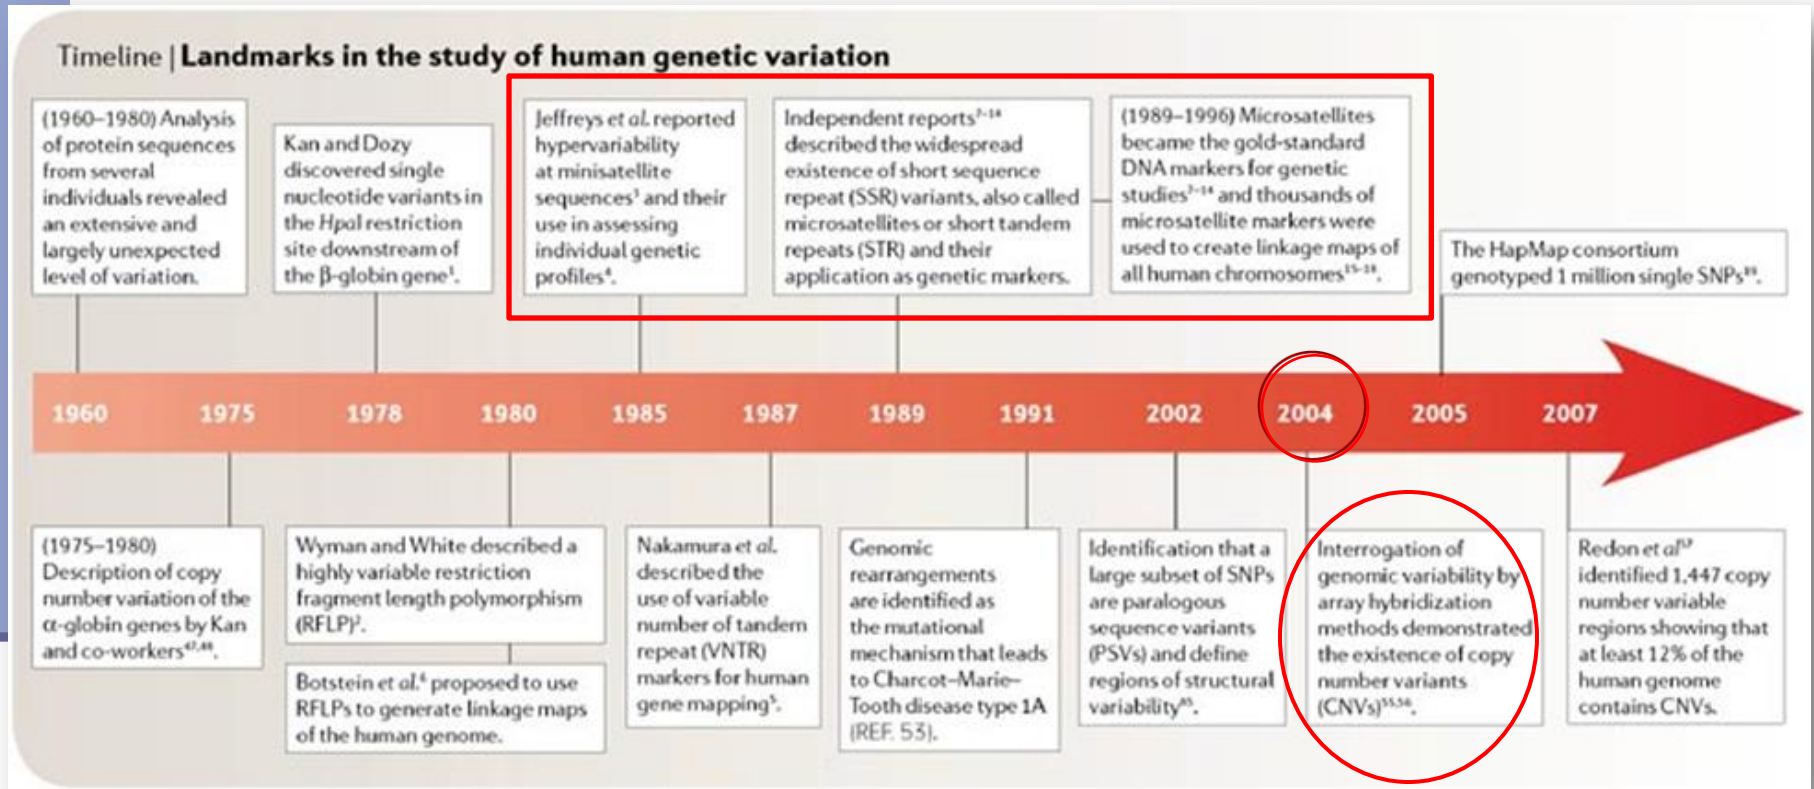 Timeline | Landmarks in the study of human genetic variation
(1960–1980) Analysis
of protein sequences
from several
individuals revealed
an extensive and
largely unexpected
level of variation.
Kan and Dozy
discovered single
nucleotide variants in
the HpaI restriction
site downstream of
the β-globin gene¹.
Jeffreys et al. reported
hypervariability
at minisatellite
sequences³ and their
use in assessing
individual genetic
profiles⁴.
Independent reports⁷⁻¹⁴
described the widespread
existence of short sequence
repeat (SSR) variants, also called
microsatellites or short tandem
repeats (STR) and their
application as genetic markers.
(1989–1996) Microsatellites
became the gold-standard
DNA markers for genetic
studies⁷⁻¹⁴ and thousands of
microsatellite markers were
used to create linkage maps of
all human chromosomes¹⁵⁻¹⁸.
The HapMap consortium
genotyped 1 million single SNPs
1960 1975 1978 1980 1985 1987 1989 1991 2002 2004 2005 2007
(1975–1980)
Description of copy
number variation of the
α-globin genes by Kan
and co-workers
Wyman and White described a
highly variable restriction
fragment length polymorphism
(RFLP)².
Botstein et al.⁶ proposed to use
RFLPs to generate linkage maps
of the human genome.
Nakamura et al.
described the
use of variable
number of tandem
repeat (VNTR)
markers for human
gene mapping⁵.
Genomic
rearrangements
are identified as
the mutational
mechanism that leads
to Charcot–Marie–
Tooth disease type 1A
(REF. 53).
Identification that a
large subset of SNPs
are paralogous
sequence variants
(PSVs) and define
regions of structural
variability
Interrogation of
genomic variability by
array hybridization
methods demonstrated
the existence of copy
number variants
(CNVs)⁵⁵,⁵⁶.
Redon et al
identified 1,447 copy
number variable
regions showing that
at least 12% of the
human genome
contains CNVs.